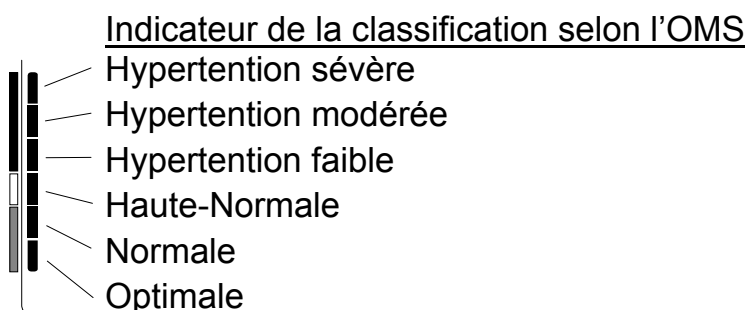 Indicateur de la classification selon l’OMS
Hypertention sévère
Hypertention modérée
Hypertention faible
Haute-Normale
Normale
Optimale